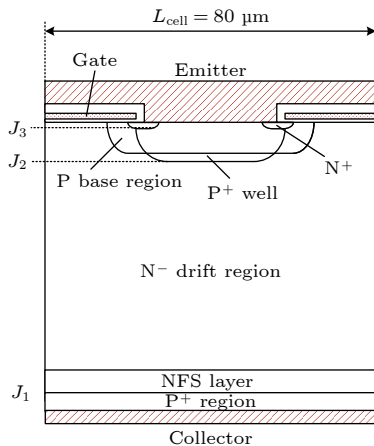 L_cell = 80 µm
Emitter
Gate
J_3
J_2
P base region
N⁺
P⁺ well
N⁻ drift region
NFS layer
J_1
P⁺ region
Collector